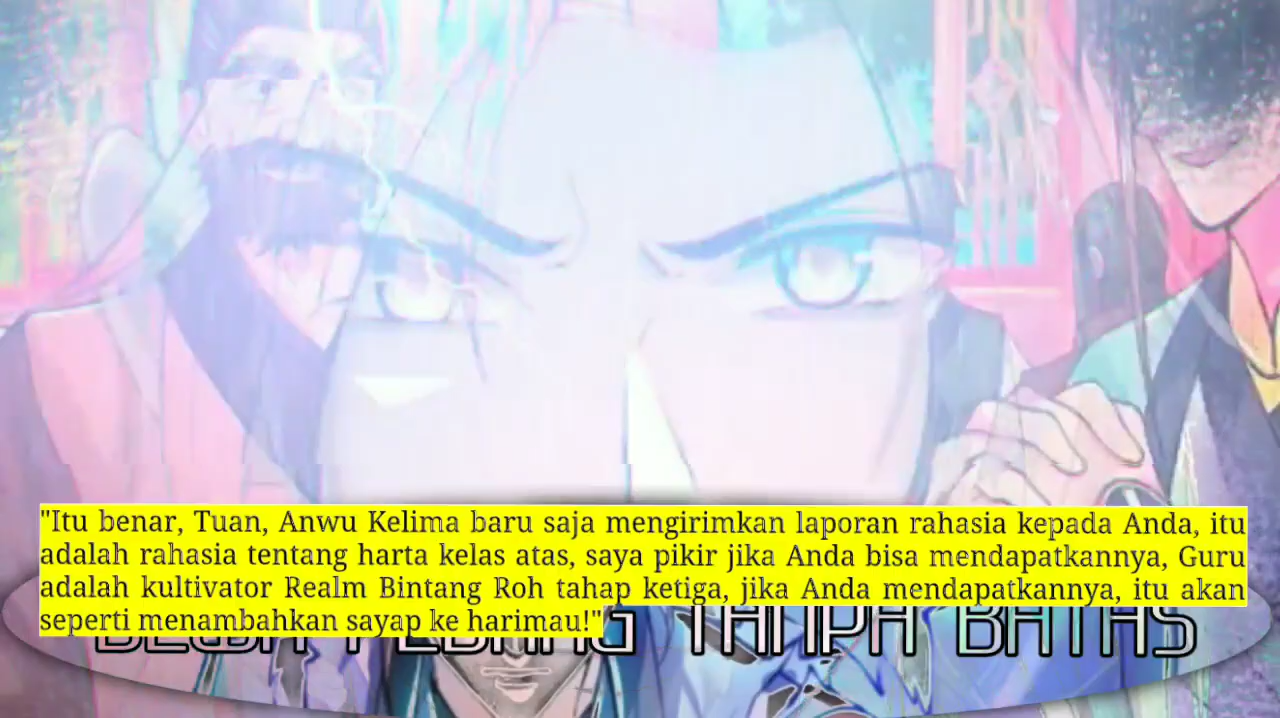 "Itu benar, Tuan, Anwu Kelima baru saja mengirimkan laporan rahasia kepada Anda, itu
adalah rahasia tentang harta kelas atas, saya pikir jika Anda bisa mendapatkannya, Guru
adalah kultivator Realm Bintang Roh tahap ketiga, jika Anda mendapatkannya, itu akan
seperti menambahkan sayap ke harimau!"
TANPA BATAS